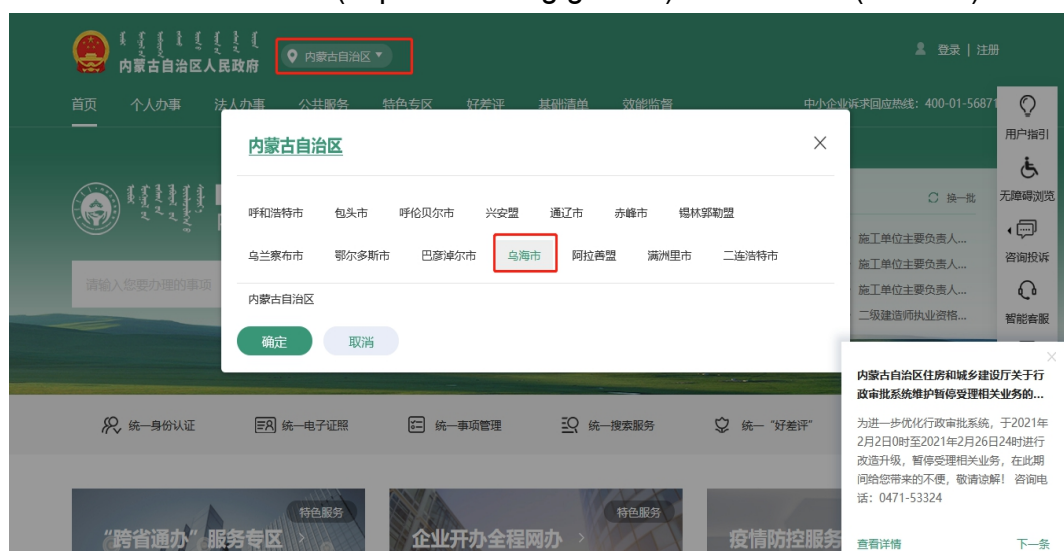 内蒙古自治区人民政府
内蒙古自治区
登录 | 注册
首页 个人办事 法人办事 公共服务 特色专区 好差评 基础清单 效能监督
中小企业诉求回应热线: 400-01-56871
用户指引
无障碍浏览
咨询投诉
智能客服
内蒙古自治区
呼和浩特市 包头市 呼伦贝尔市 兴安盟 通辽市 赤峰市 锡林郭勒盟
乌兰察布市 鄂尔多斯市 巴彦淖尔市 乌海市 阿拉善盟 满洲里市 二连浩特市
内蒙古自治区
确定 取消
请输入您要办理的事项
换一批
施工单位主要负责人...
施工单位主要负责人...
施工单位主要负责人...
二级建造师执业资格...
内蒙古自治区住房和城乡建设厅关于行
政审批系统维护暂停受理相关业务的...
为进一步优化行政审批系统, 于2021年
2月2日0时至2021年2月26日24时进行
改造升级, 暂停受理相关业务, 在此期
间给您带来的不便, 敬请谅解! 咨询电
话: 0471-53324
查看详情 下一条
统一身份认证 统一电子证照 统一事项管理 统一搜索服务 统一 "好差评"
特色服务
"跨省通办" 服务专区 >
特色服务
企业开办全程网办 >
疫情防控服务